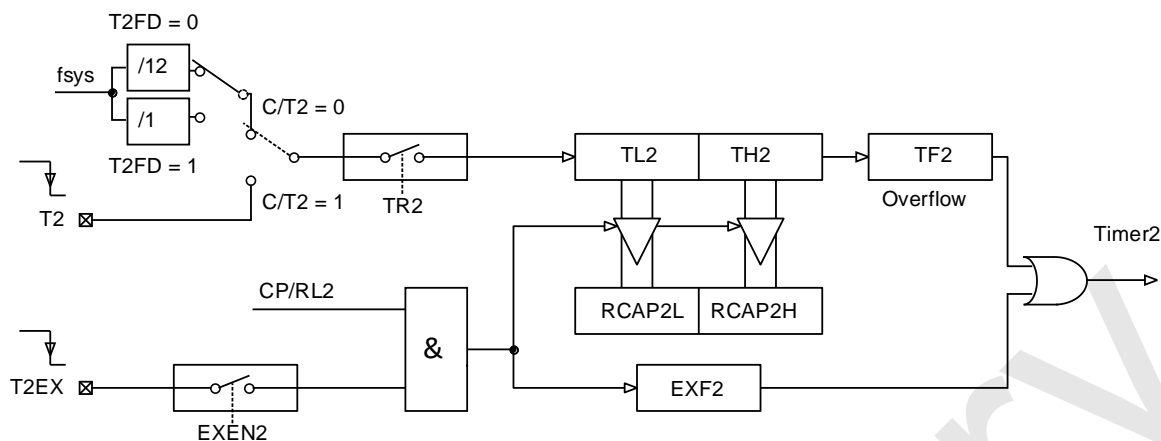 T2FD = 0
/12
fsys
C/T2 = 0
/1
T2FD = 1
TL2
TH2
TF2
T2
C/T2 = 1
TR2
Overflow
Timer2
CP/RL2
RCAP2L
RCAP2H
&
T2EX
EXF2
EXEN2